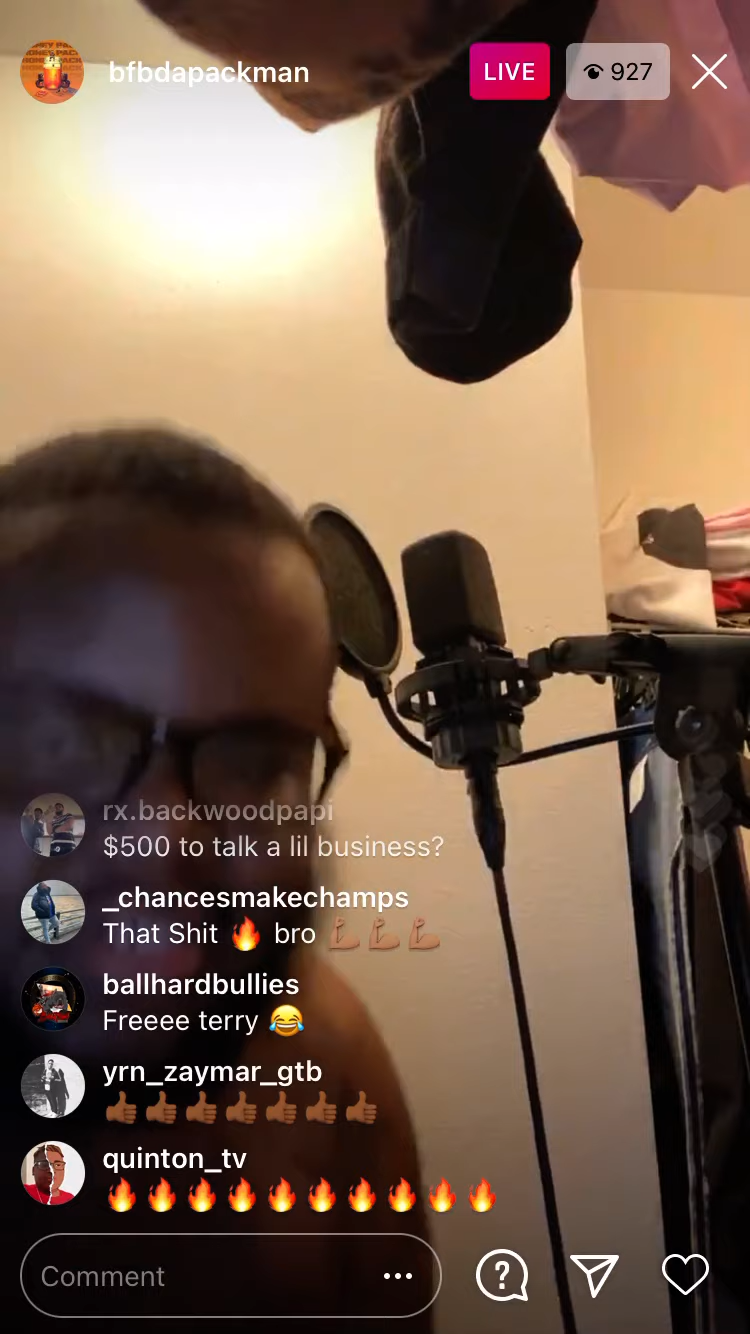 bfbdapackman
LIVE
927
rx.backwoodpapi
$500 to talk a lil business?
_chancesmakechamps
That Shit 🔥 bro 💪🏽💪🏽💪🏽
ballhardbullies
Freeee terry 😂
yrn_zaymar_gtb
👍🏾👍🏾👍🏾👍🏾👍🏾👍🏾👍🏾
quinton_tv
🔥🔥🔥🔥🔥🔥🔥🔥🔥🔥
Comment